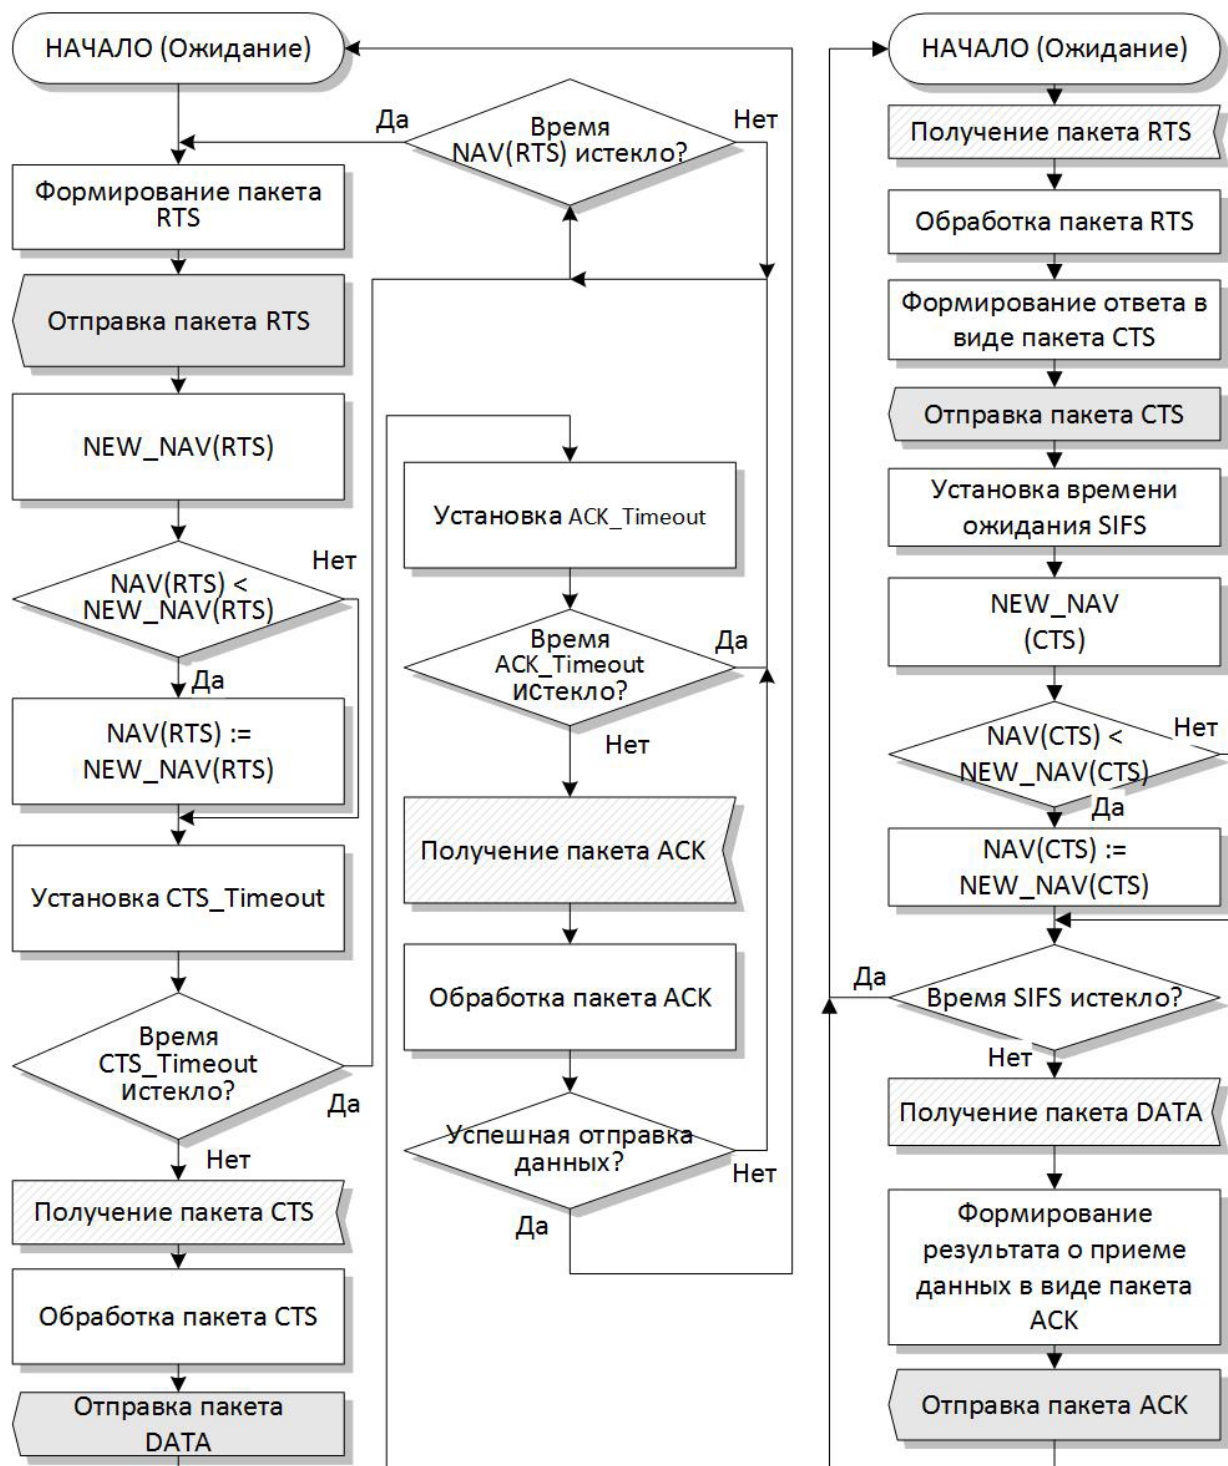 НАЧАЛО (Ожидание)
Формирование пакета
RTS
Отправка пакета RTS
NEW_NAV(RTS)
Нет
NAV(RTS) <
NEW_NAV(RTS)
Да
NAV(RTS) :=
NEW_NAV(RTS)
Установка CTS_Timeout
Время
CTS_Timeout
истекло?
Да
Нет
Получение пакета CTS
Обработка пакета CTS
Отправка пакета
DATA
Да
Время
NAV(RTS) истекло?
Нет
Установка ACK_Timeout
Время
ACK_Timeout
истекло?
Да
Нет
Получение пакета ACK
Обработка пакета ACK
Успешная отправка
данных?
Нет
Да
НАЧАЛО (Ожидание)
Получение пакета RTS
Обработка пакета RTS
Формирование ответа в
виде пакета CTS
Отправка пакета CTS
Установка времени
ожидания SIFS
NEW_NAV
(CTS)
NAV(CTS) <
NEW_NAV(CTS)
Нет
Да
NAV(CTS) :=
NEW_NAV(CTS)
Да
Время SIFS истекло?
Нет
Получение пакета DATA
Формирование
результата о приеме
данных в виде пакета
ACK
Отправка пакета ACK